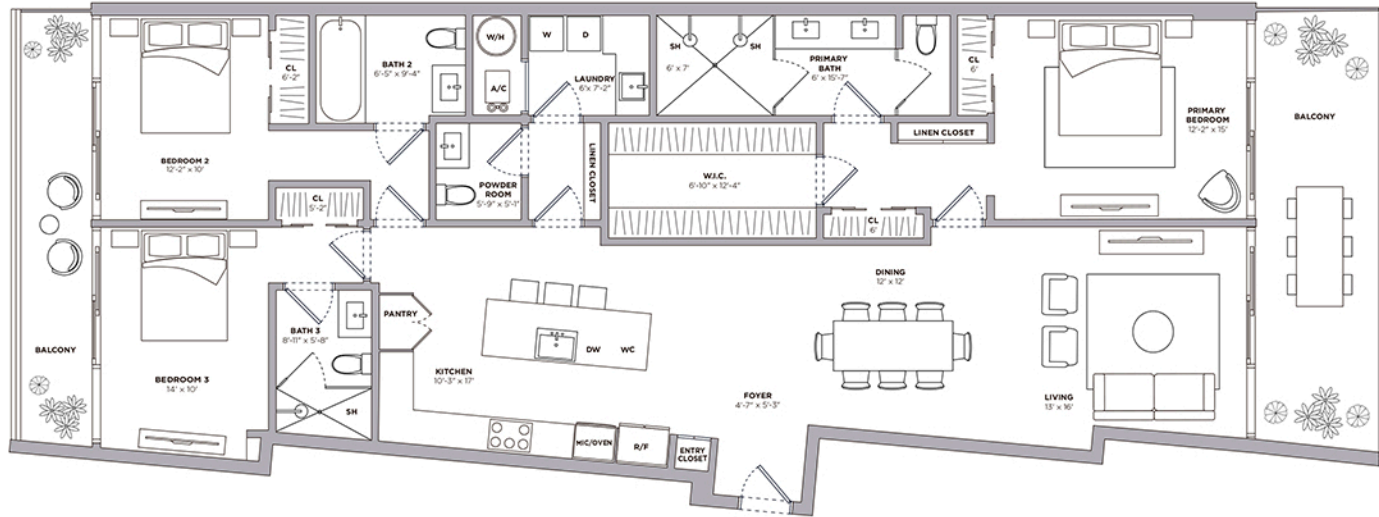 CL
6'-2"
BATH 2
6'-5" x 9'-4"
W/H
A/C
W
D
LAUNDRY
6'x 7'-2"
SH
SH
6' x 7'
PRIMARY
BATH
6' x 15'-7"
CL
6'
PRIMARY
BEDROOM
12'-2" x 15'
BALCONY
LINEN CLOSET
BEDROOM 2
12'-2" x 10'
CL
5'-2"
POWDER
ROOM
5'-9" x 5'-1"
LINEN CLOSET
W.I.C.
6'-10" x 12'-4"
CL
6'
DINING
12' x 12'
BALCONY
BEDROOM 3
14' x 10'
BATH 3
8'-11" x 5'-8"
SH
PANTRY
KITCHEN
10'-3" x 17'
DW
WC
FOYER
4'-7" x 5'-3"
LIVING
13' x 16'
MIC/OVEN
R/F
ENTRY
CLOSET